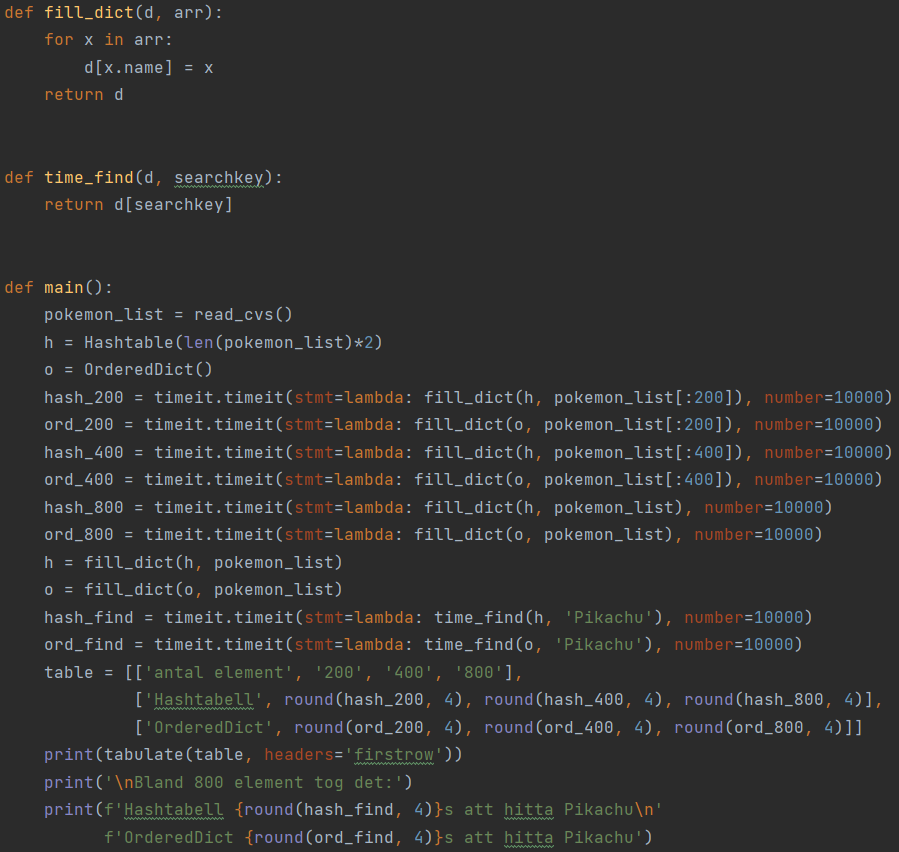 def fill_dict(d, arr):
    for x in arr:
        d[x.name] = x
    return d
def time_find(d, searchkey):
    return d[searchkey]
def main():
    pokemon_list = read_cvs()
    h = Hashtable(len(pokemon_list)*2)
    o = OrderedDict()
    hash_200 = timeit.timeit(stmt=lambda: fill_dict(h, pokemon_list[:200]), number=10000)
    ord_200 = timeit.timeit(stmt=lambda: fill_dict(o, pokemon_list[:200]), number=10000)
    hash_400 = timeit.timeit(stmt=lambda: fill_dict(h, pokemon_list[:400]), number=10000)
    ord_400 = timeit.timeit(stmt=lambda: fill_dict(o, pokemon_list[:400]), number=10000)
    hash_800 = timeit.timeit(stmt=lambda: fill_dict(h, pokemon_list), number=10000)
    ord_800 = timeit.timeit(stmt=lambda: fill_dict(o, pokemon_list), number=10000)
    h = fill_dict(h, pokemon_list)
    o = fill_dict(o, pokemon_list)
    hash_find = timeit.timeit(stmt=lambda: time_find(h, 'Pikachu'), number=10000)
    ord_find = timeit.timeit(stmt=lambda: time_find(o, 'Pikachu'), number=10000)
    table = [['antal element', '200', '400', '800'],
             ['Hashtabell', round(hash_200, 4), round(hash_400, 4), round(hash_800, 4)],
             ['OrderedDict', round(ord_200, 4), round(ord_400, 4), round(ord_800, 4)]]
    print(tabulate(table, headers='firstrow'))
    print('\nBland 800 element tog det:')
    print(f'Hashtabell {round(hash_find, 4)}s att hitta Pikachu\n'
          f'OrderedDict {round(ord_find, 4)}s att hitta Pikachu')